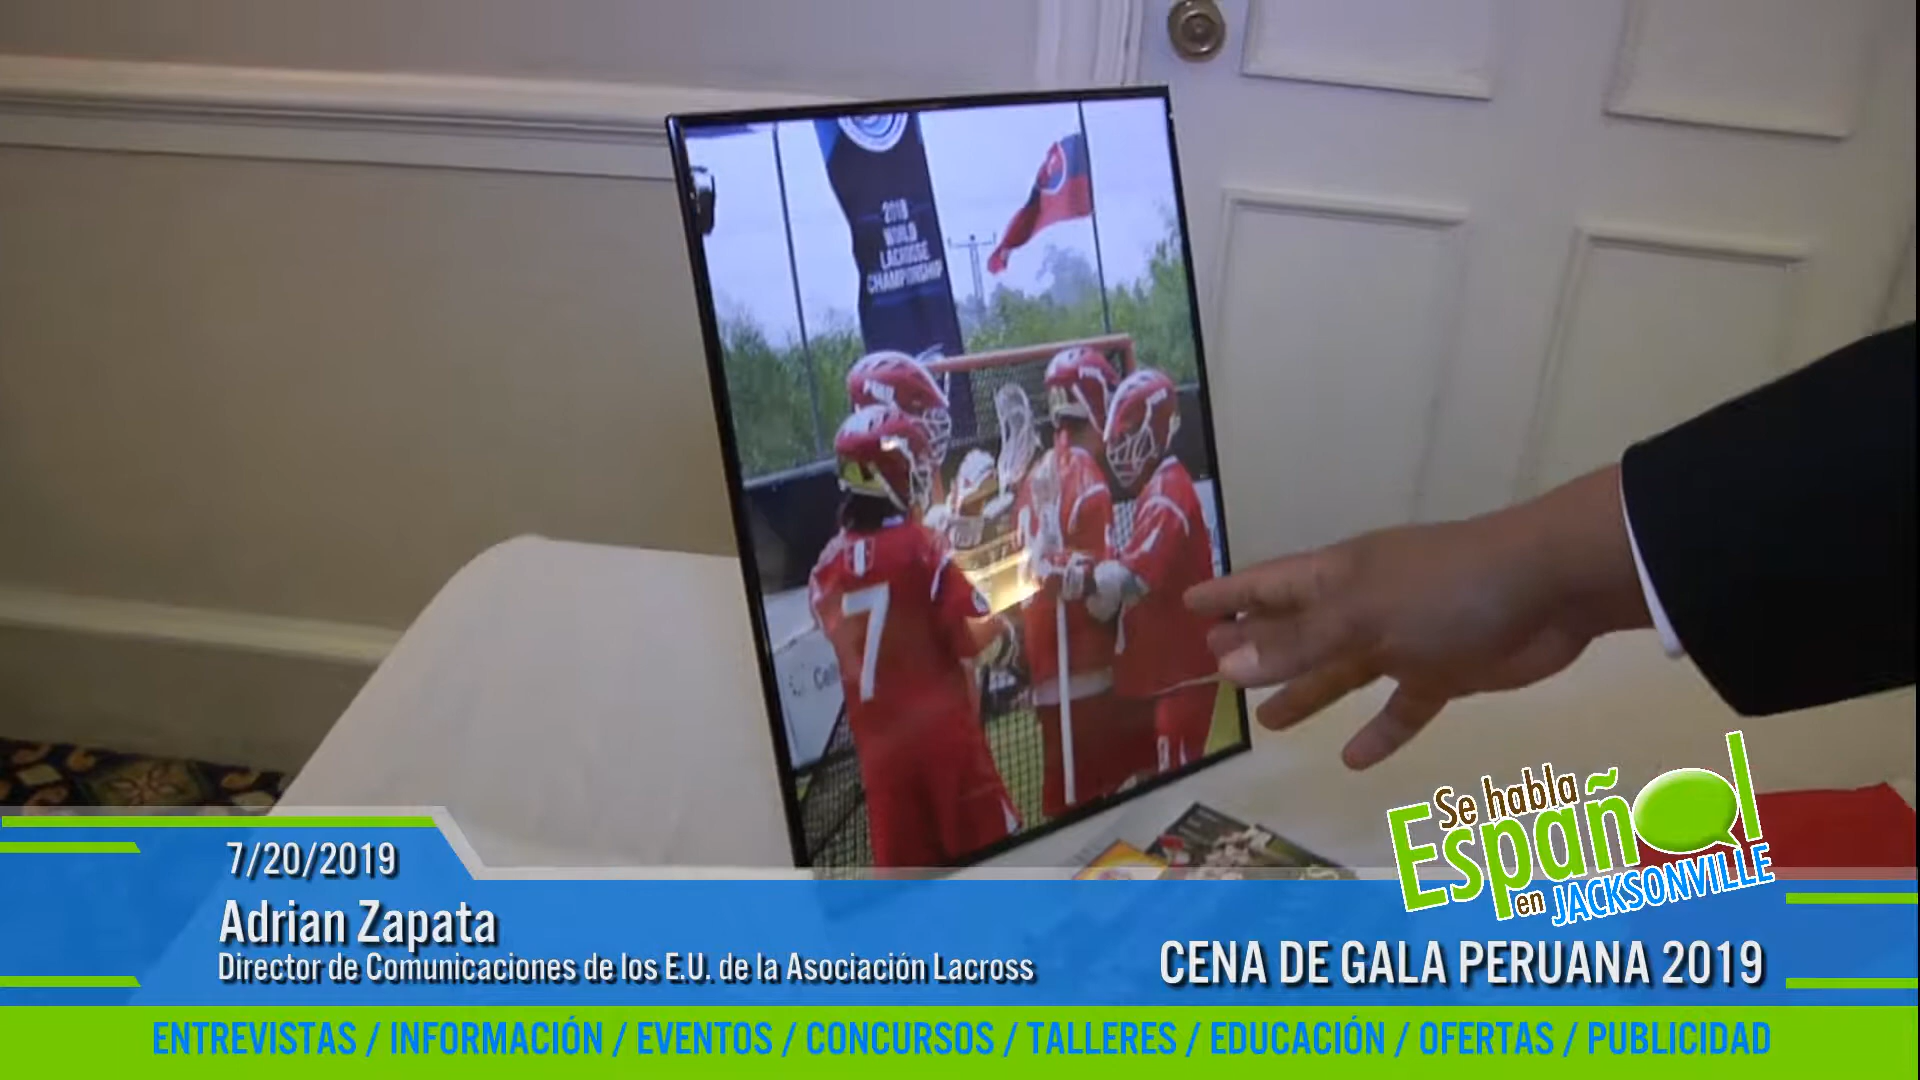 2018
WORLD
LACROSSE
CHAMPIONSHIP
PERU
7
7/20/2019
Adrian Zapata
Director de Comunicaciones de los E.U. de la Asociación Lacross
Se habla
Español
en JACKSONVILLE
CENA DE GALA PERUANA 2019
ENTREVISTAS / INFORMACIÓN / EVENTOS / CONCURSOS / TALLERES / EDUCACIÓN / OFERTAS / PUBLICIDAD